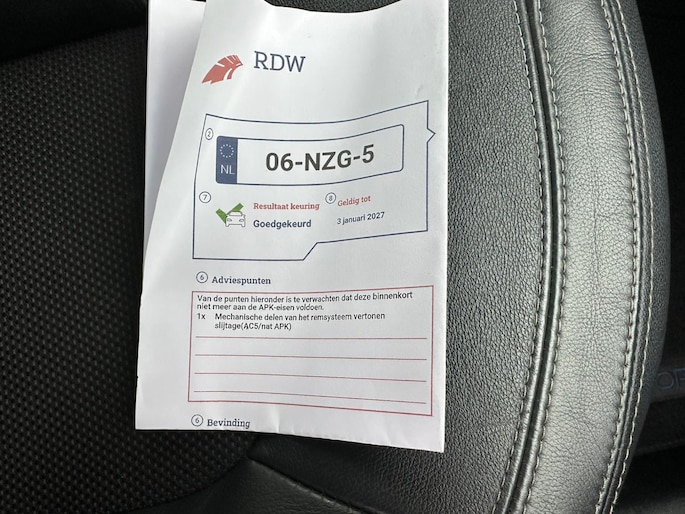 RDW
2
NL
06-NZG-5
7
Resultaat keuring
Goedgekeurd
8
Geldig tot
3 januari 2027
6 Adviespunten
Van de punten hieronder is te verwachten dat deze binnenkort
niet meer aan de APK-eisen voldoen.
1x Mechanische delen van het remsysteem vertonen
slijtage(AC5/nat APK)
6 Bevinding